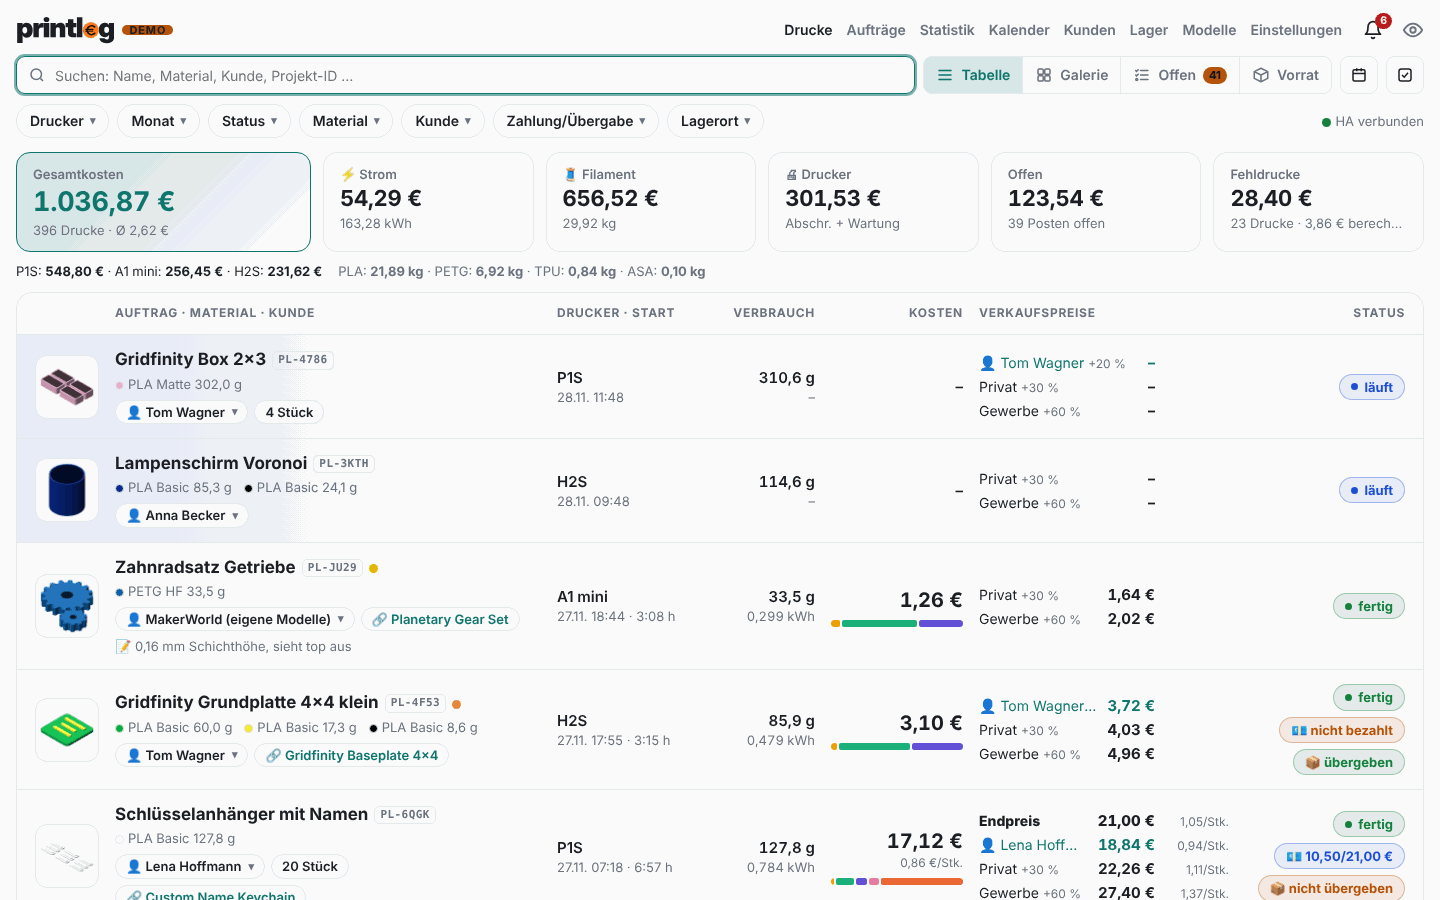 printl€g DEMO
Drucke Aufträge Statistik Kalender Kunden Lager Modelle Einstellungen 6
Suchen: Name, Material, Kunde, Projekt-ID ...
Tabelle Galerie Offen 41 Vorrat
Drucker Monat Status Material Kunde Zahlung/Übergabe Lagerort
HA verbunden
Gesamtkosten
1.036,87 €
396 Drucke · Ø 2,62 €
Strom
54,29 €
163,28 kWh
Filament
656,52 €
29,92 kg
Drucker
301,53 €
Abschr. + Wartung
Offen
123,54 €
39 Posten offen
Fehldrucke
28,40 €
23 Drucke · 3,86 € berech...
P1S: 548,80 € · A1 mini: 256,45 € · H2S: 231,62 € PLA: 21,89 kg · PETG: 6,92 kg · TPU: 0,84 kg · ASA: 0,10 kg
AUFTRAG · MATERIAL · KUNDE DRUCKER · START VERBRAUCH KOSTEN VERKAUFSPREISE STATUS
Gridfinity Box 2×3 PL-4786
PLA Matte 302,0 g
Tom Wagner 4 Stück
P1S
28.11. 11:48
310,6 g
–
–
Tom Wagner +20 % –
Privat +30 % –
Gewerbe +60 % –
läuft
Lampenschirm Voronoi PL-3KTH
PLA Basic 85,3 g PLA Basic 24,1 g
Anna Becker
H2S
28.11. 09:48
114,6 g
–
–
Privat +30 % –
Gewerbe +60 % –
läuft
Zahnradsatz Getriebe PL-JU29
PETG HF 33,5 g
MakerWorld (eigene Modelle) Planetary Gear Set
0,16 mm Schichthöhe, sieht top aus
A1 mini
27.11. 18:44 · 3:08 h
33,5 g
0,299 kWh
1,26 €
Privat +30 % 1,64 €
Gewerbe +60 % 2,02 €
fertig
Gridfinity Grundplatte 4×4 klein PL-4F53
PLA Basic 60,0 g PLA Basic 17,3 g PLA Basic 8,6 g
Tom Wagner Gridfinity Baseplate 4×4
H2S
27.11. 17:55 · 3:15 h
85,9 g
0,479 kWh
3,10 €
Tom Wagner... 3,72 €
Privat +30 % 4,03 €
Gewerbe +60 % 4,96 €
fertig
nicht bezahlt
übergeben
Schlüsselanhänger mit Namen PL-6QGK
PLA Basic 127,8 g
Lena Hoffmann 20 Stück
Custom Name Keychain
P1S
27.11. 07:18 · 6:57 h
127,8 g
0,784 kWh
17,12 €
0,86 €/Stk.
Endpreis 21,00 € 1,05/Stk.
Lena Hoff... 18,84 € 0,94/Stk.
Privat +30 % 22,26 € 1,11/Stk.
Gewerbe +60 % 27,40 € 1,37/Stk.
fertig
10,50/21,00 €
nicht übergeben